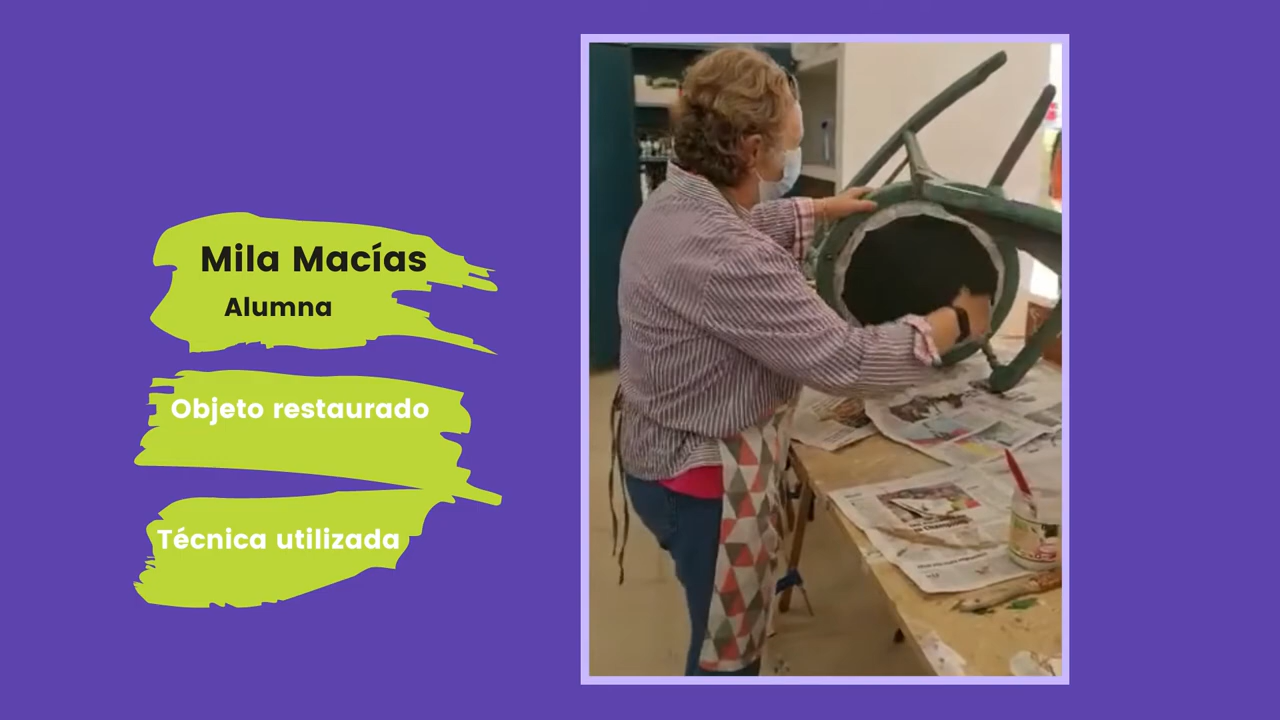 Mila Macías
Alumna
Objeto restaurado
Técnica utilizada